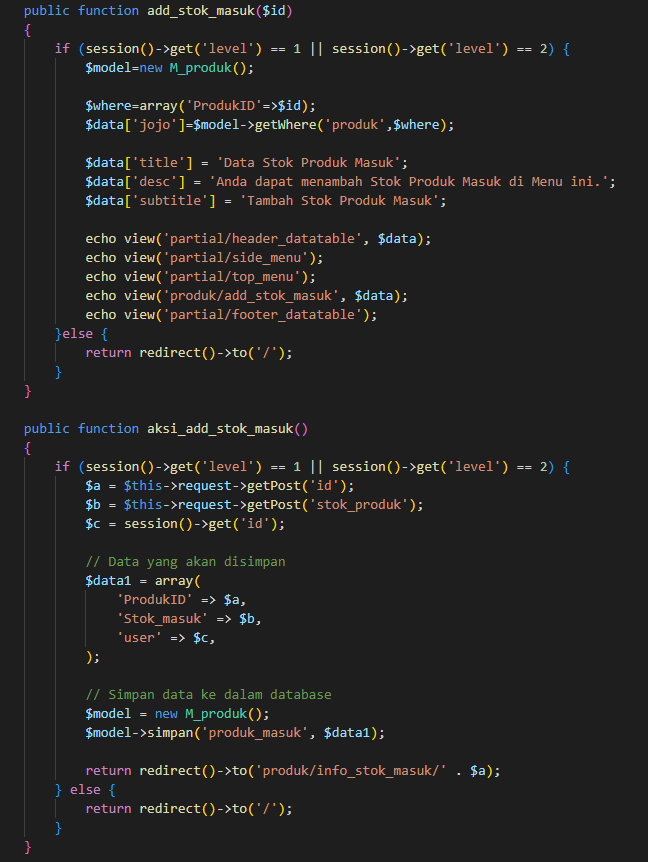 public function add_stok_masuk($id)
{
    if (session()->get('level') == 1 || session()->get('level') == 2) {
        $model=new M_produk();

        $where=array('ProdukID'=>$id);
        $data['jojo']=$model->getWhere('produk',$where);

        $data['title'] = 'Data Stok Produk Masuk';
        $data['desc'] = 'Anda dapat menambah Stok Produk Masuk di Menu ini.';
        $data['subtitle'] = 'Tambah Stok Produk Masuk';

        echo view('partial/header_datatable', $data);
        echo view('partial/side_menu');
        echo view('partial/top_menu');
        echo view('produk/add_stok_masuk', $data);
        echo view('partial/footer_datatable');
    }else {
        return redirect()->to('/');
    }
}

public function aksi_add_stok_masuk()
{
    if (session()->get('level') == 1 || session()->get('level') == 2) {
        $a = $this->request->getPost('id');
        $b = $this->request->getPost('stok_produk');
        $c = session()->get('id');

        // Data yang akan disimpan
        $data1 = array(
            'ProdukID' => $a,
            'Stok_masuk' => $b,
            'user' => $c,
        );

        // Simpan data ke dalam database
        $model = new M_produk();
        $model->simpan('produk_masuk', $data1);

        return redirect()->to('produk/info_stok_masuk/' . $a);
    } else {
        return redirect()->to('/');
    }
}